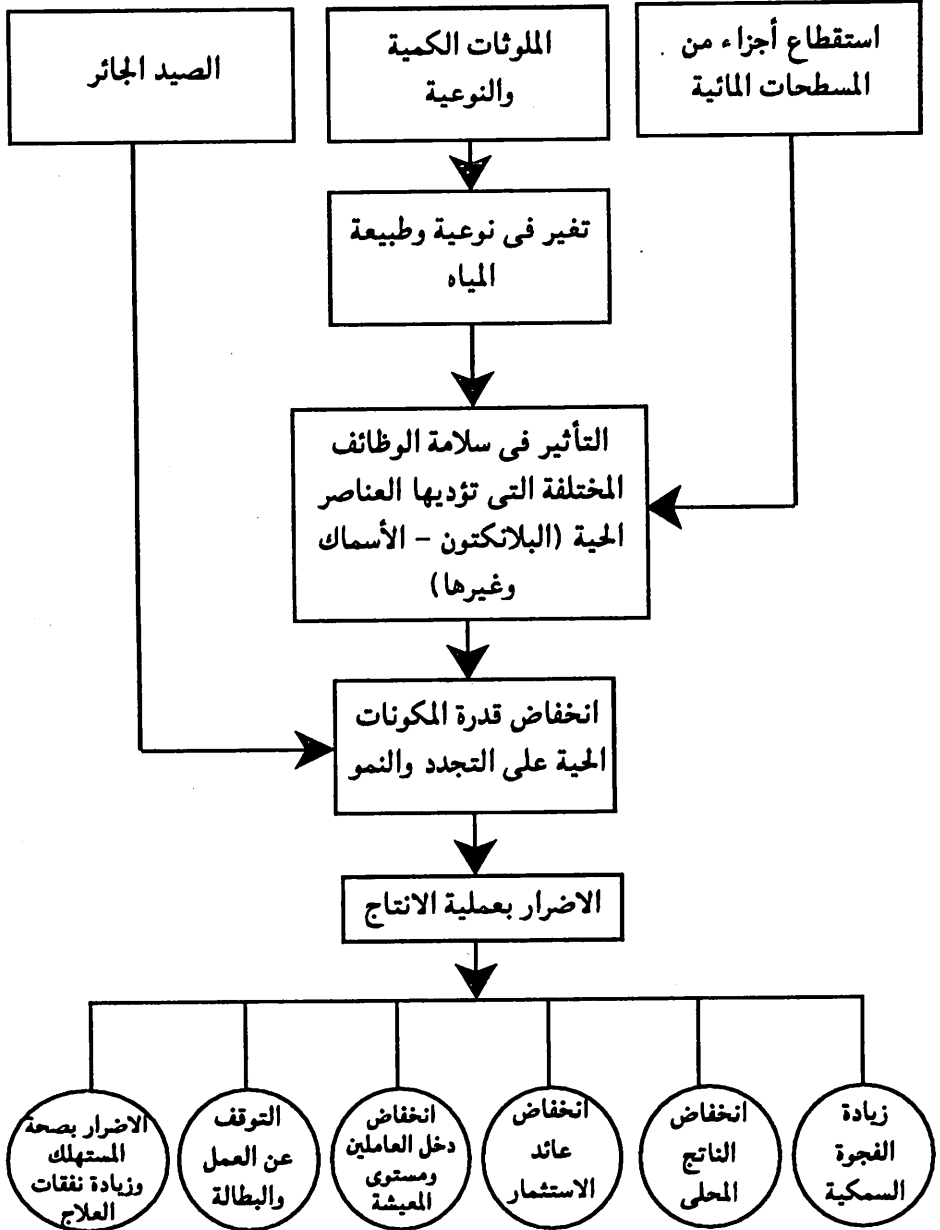 استقطاع أجزاء من
المسطحات المائية
الملوثات الكمية
والنوعية
الصيد الجائر
تغير فى نوعية وطبيعة
المياه
التأثير فى سلامة الوظائف
المختلفة التى تؤديها العناصر
الحية (البلانكتون – الأسماك
وغيرها)
انخفاض قدرة المكونات
الحية على التجدد والنمو
الاضرار بعملية الانتاج
زيادة
الفجوة
السمكية
انخفاض
الناتج
المحلى
انخفاض
عائد
الاستثمار
انخفاض
دخل العاملين
ومستوى
المعيشة
التوقف
عن العمل
والبطالة
الاضرار بصحة
المستهلك
وزيادة نفقات
العلاج